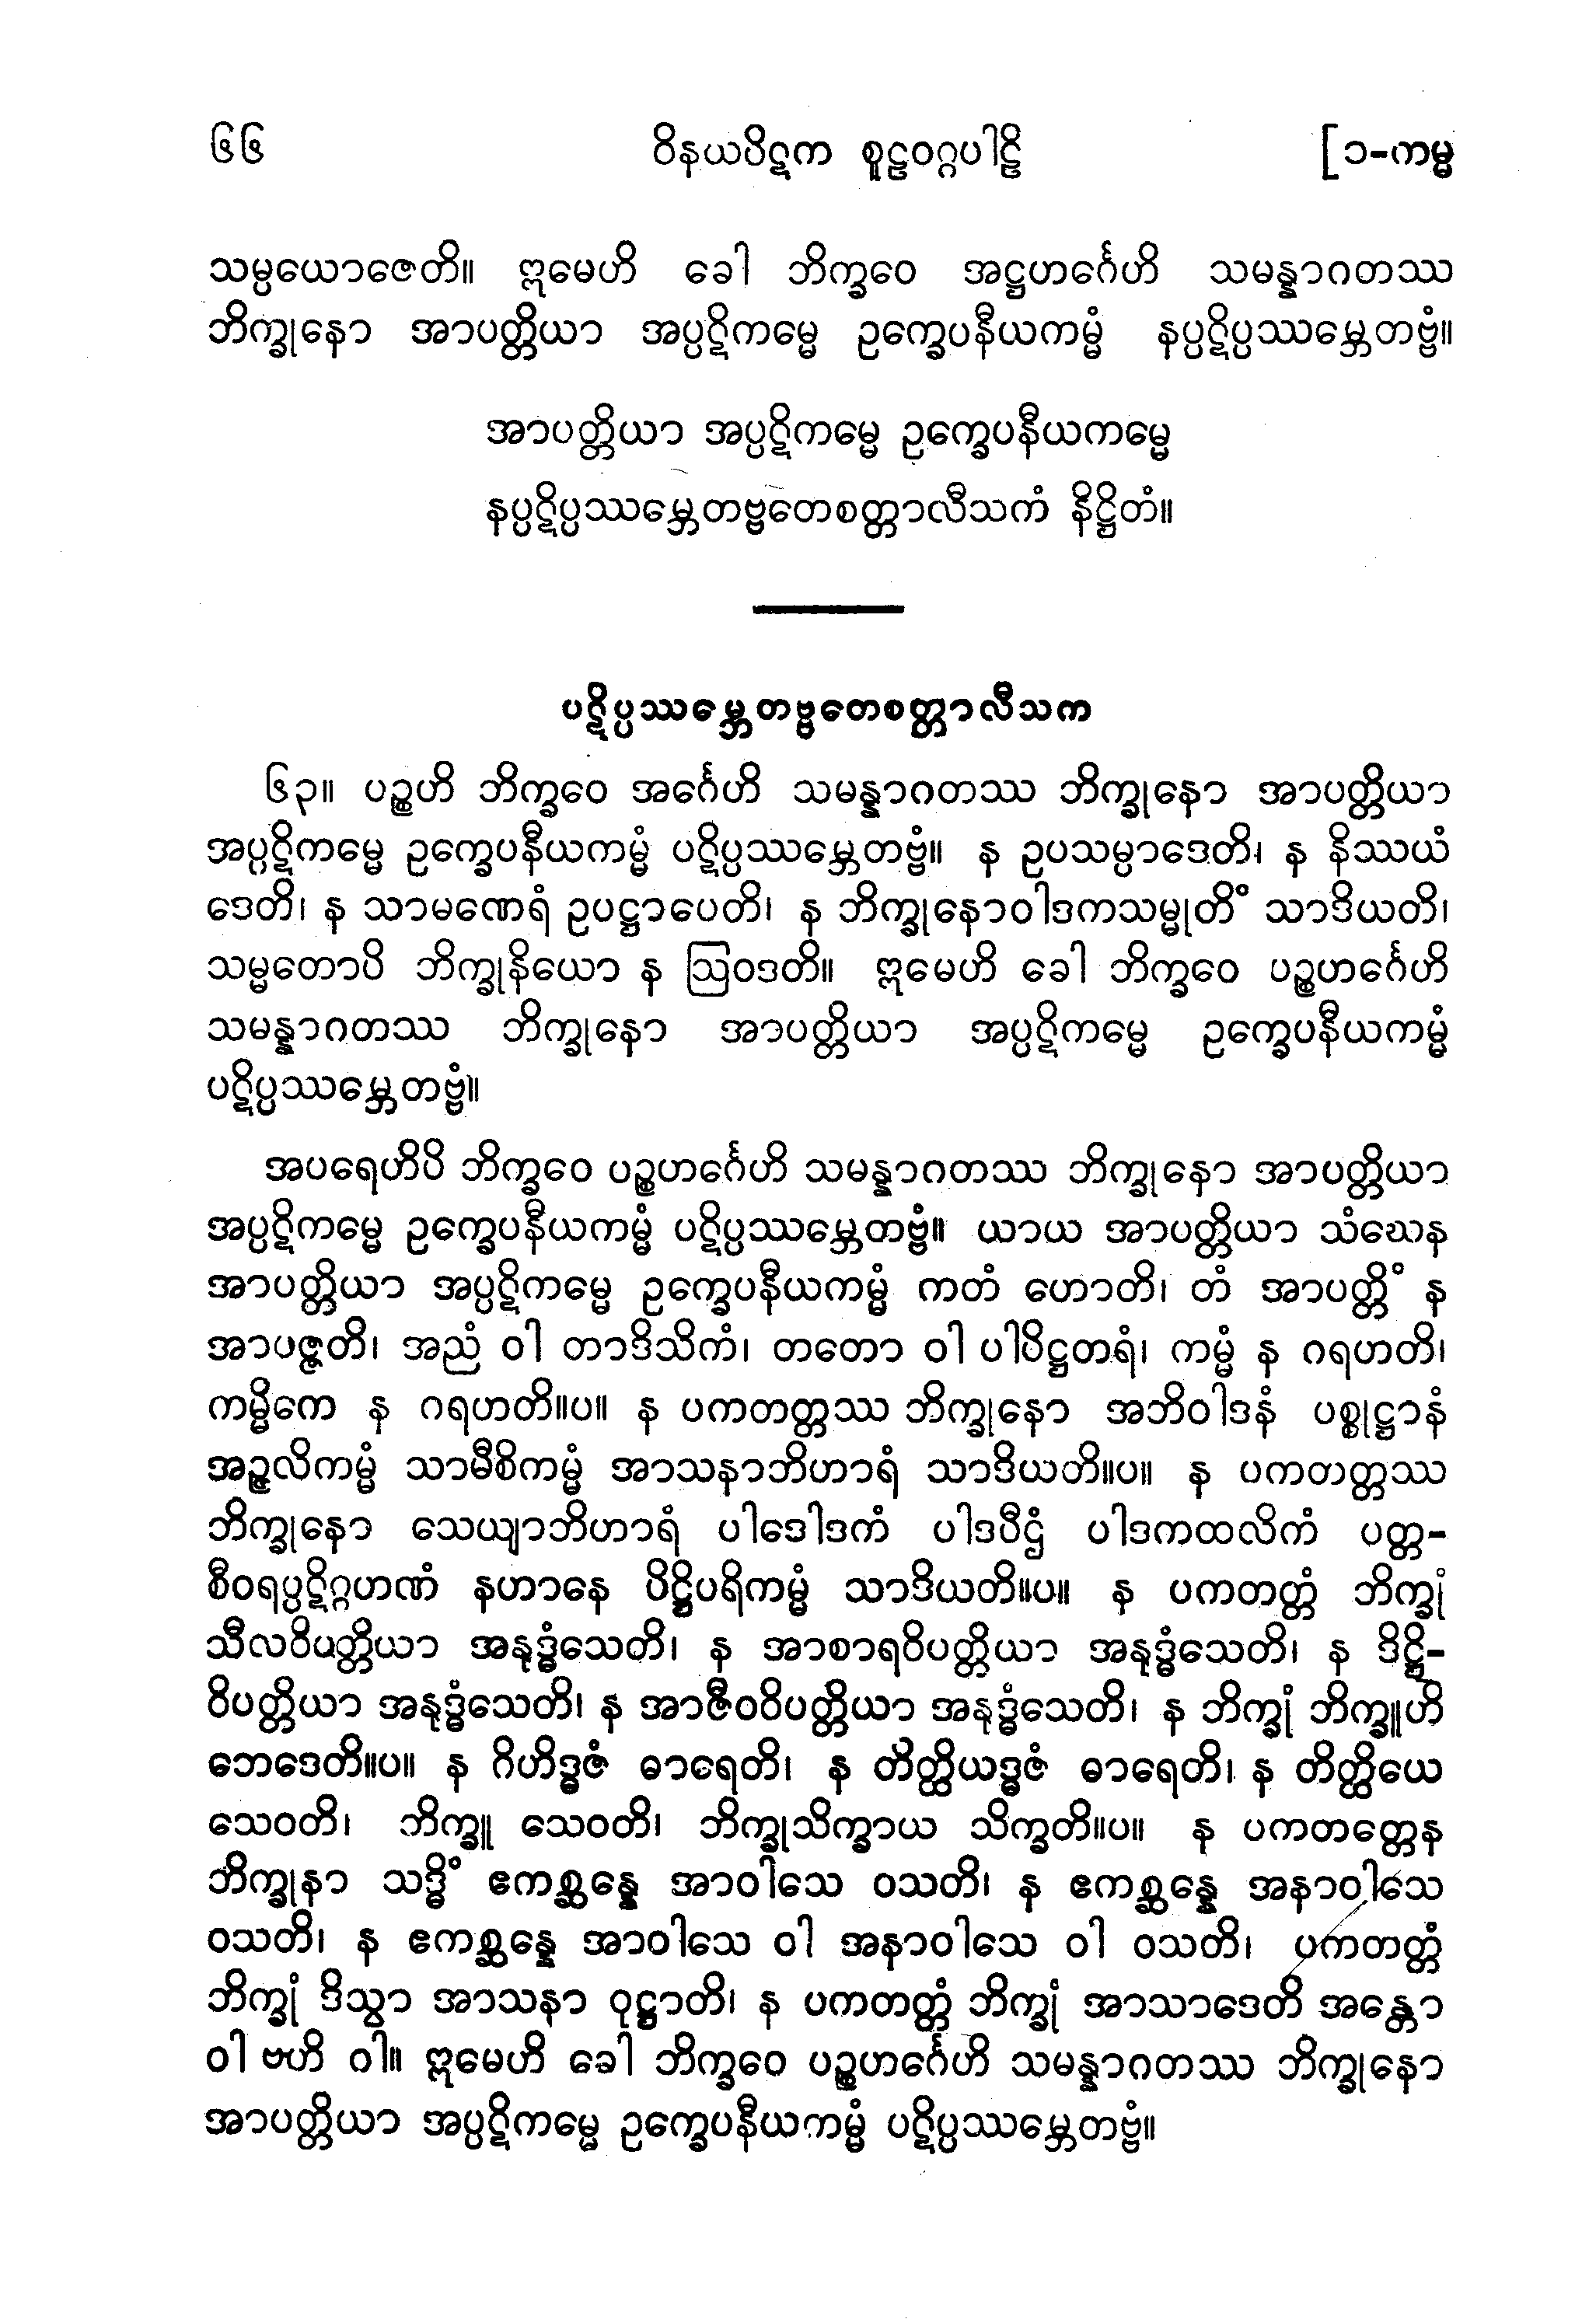 ၆၆ ဝိနယပိဋက စူဠဝဂ္ဂပါဠိ [၁-ကမ္မ
သမ္ပယောဇေတိ။ ဣမေဟိ ခေါ ဘိက္ခဝေ အဋ္ဌဟင်္ဂေဟိ သမန္နာဂတဿ
ဘိက္ခုနော အာပတ္တိယာ အပ္ပဋိကမ္မေ ဥက္ခေပနီယကမ္မံ နပ္ပဋိပ္ပဿမ္ဘေတဗ္ဗံ။
အာပတ္တိယာ အပ္ပဋိကမ္မေ ဥက္ခေပနီယကမ္မေ
နပ္ပဋိပ္ပဿမ္ဘေတဗ္ဗတေစတ္တာလီသကံ နိဋ္ဌိတံ။
ပဋိပ္ပဿမ္ဘေတဗ္ဗတေစတ္တာလီသက
၆၃။ ပဉ္စဟိ ဘိက္ခဝေ အင်္ဂေဟိ သမန္နာဂတဿ ဘိက္ခုနော အာပတ္တိယာ
အပ္ပဋိကမ္မေ ဥက္ခေပနီယကမ္မံ ပဋိပ္ပဿမ္ဘေတဗ္ဗံ။ န ဥပသမ္ပာဒေတိ၊ န နိဿယံ
ဒေတိ၊ န သာမဏေရံ ဥပဋ္ဌာပေတိ၊ န ဘိက္ခုနောဝါဒကသမ္မုတိံ သာဒိယတိ၊
သမ္မတောပိ ဘိက္ခုနိယော န ဩဝဒတိ။ ဣမေဟိ ခေါ ဘိက္ခဝေ ပဉ္စဟင်္ဂေဟိ
သမန္နာဂတဿ ဘိက္ခုနော အာပတ္တိယာ အပ္ပဋိကမ္မေ ဥက္ခေပနီယကမ္မံ
ပဋိပ္ပဿမ္ဘေတဗ္ဗံ။
အပရေဟိပိ ဘိက္ခဝေ ပဉ္စဟင်္ဂေဟိ သမန္နာဂတဿ ဘိက္ခုနော အာပတ္တိယာ
အပ္ပဋိကမ္မေ ဥက္ခေပနီယကမ္မံ ပဋိပ္ပဿမ္ဘေတဗ္ဗံ။ ယာယ အာပတ္တိယာ သံဃေန
အာပတ္တိယာ အပ္ပဋိကမ္မေ ဥက္ခေပနီယကမ္မံ ကတံ ဟောတိ၊ တံ အာပတ္တိံ န
အာပဇ္ဇတိ၊ အညံ ဝါ တာဒိသိကံ၊ တတော ဝါ ပါပိဋ္ဌတရံ၊ ကမ္မံ န ဂရဟတိ၊
ကမ္မိကေ န ဂရဟတိ။ပ။ န ပကတတ္တဿ ဘိက္ခုနော အဘိဝါဒနံ ပစ္စုဋ္ဌာနံ
အဉ္ဇလိကမ္မံ သာမီစိကမ္မံ အာသနာဘိဟာရံ သာဒိယတိ။ပ။ န ပကတတ္တဿ
ဘိက္ခုနော သေယျာဘိဟာရံ ပါဒေါဒကံ ပါဒပီဌံ ပါဒကထလိကံ ပတ္တ-
စီဝရပ္ပဋိဂ္ဂဟဏံ နဟာနေ ပိဋ္ဌိပရိကမ္မံ သာဒိယတိ။ပ။ န ပကတတ္တံ ဘိက္ခုံ
သီလဝိပတ္တိယာ အနုဒ္ဓံသေတိ၊ န အာစာရဝိပတ္တိယာ အနုဒ္ဓံသေတိ၊ န ဒိဋ္ဌိ-
ဝိပတ္တိယာ အနုဒ္ဓံသေတိ၊ န အာဇီဝဝိပတ္တိယာ အနုဒ္ဓံသေတိ၊ န ဘိက္ခုံ ဘိက္ခူဟိ
ဘေဒေတိ။ပ။ န ဂိဟိဒ္ဓဇံ ဓာရေတိ၊ န တိတ္ထိယဒ္ဓဇံ ဓာရေတိ၊ န တိတ္ထိယေ
သေဝတိ၊ ဘိက္ခူ သေဝတိ၊ ဘိက္ခုသိက္ခာယ သိက္ခတိ။ပ။ န ပကတတ္တေန
ဘိက္ခုနာ သဒ္ဓိံ ဧကစ္ဆန္နေ အာဝါသေ ဝသတိ၊ န ဧကစ္ဆန္နေ အနာဝါသေ
ဝသတိ၊ န ဧကစ္ဆန္နေ အာဝါသေ ဝါ အနာဝါသေ ဝါ ဝသတိ၊ ပကတတ္တံ
ဘိက္ခုံ ဒိသွာ အာသနာ ဝုဋ္ဌာတိ၊ န ပကတတ္တံ ဘိက္ခုံ အာသာဒေတိ အန္တော
ဝါ ဗဟိ ဝါ။ ဣမေဟိ ခေါ ဘိက္ခဝေ ပဉ္စဟင်္ဂေဟိ သမန္နာဂတဿ ဘိက္ခုနော
အာပတ္တိယာ အပ္ပဋိကမ္မေ ဥက္ခေပနီယကမ္မံ ပဋိပ္ပဿမ္ဘေတဗ္ဗံ။